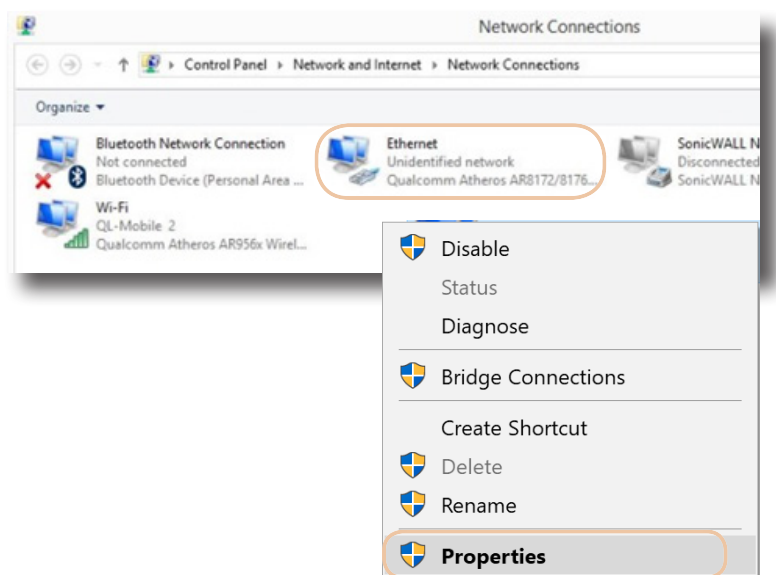 Network Connections
Control Panel Network and Internet Network Connections
Organize
Bluetooth Network Connection
Not connected
Bluetooth Device (Personal Area ...
Ethernet
Unidentified network
Qualcomm Atheros AR8172/8176...
SonicWALL N
Disconnected
SonicWALL N
Wi-Fi
QL-Mobile 2
Qualcomm Atheros AR956x Wirel...
Disable
Status
Diagnose
Bridge Connections
Create Shortcut
Delete
Rename
Properties